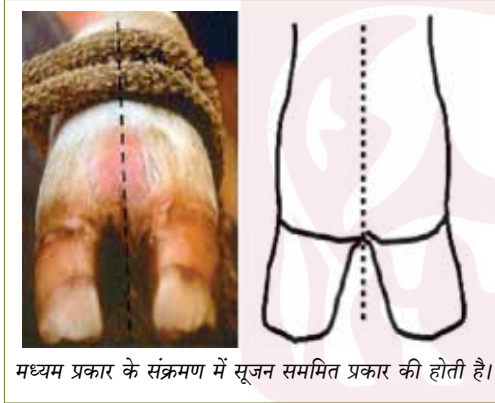 मध्यम प्रकार के संक्रमण में सूजन सममित प्रकार की होती है।